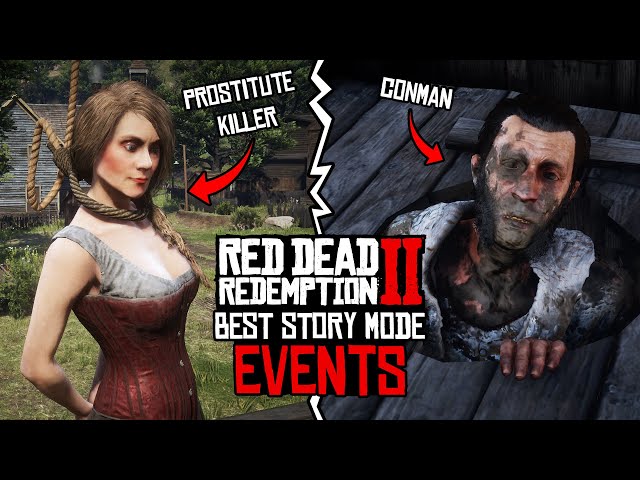 PROSTITUTE
KILLER
CONMAN
RED DEAD
REDEMPTION II
BEST STORY MODE
EVENTS